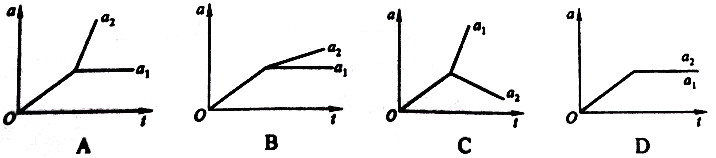 a a₂ a₁ O t
A
a a₂ a₁ O t
B
a a₁ a₂ O t
C
a a₂ a₁ O t
D